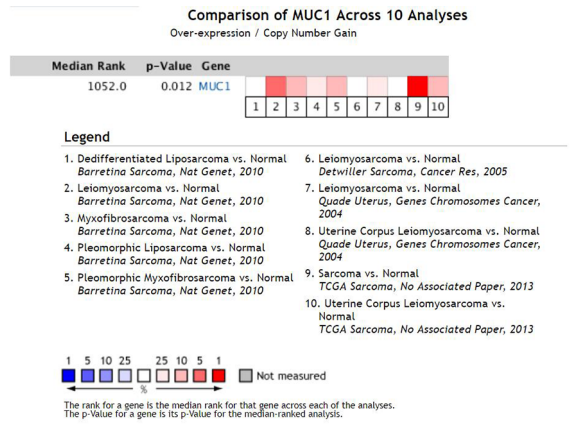 Comparison of MUC1 Across 10 Analyses
Over-expression / Copy Number Gain
Median Rank p-Value Gene
1052.0 0.012 MUC1
1 2 3 4 5 6 7 8 9 10
Legend
1. Dedifferentiated Liposarcoma vs. Normal
Barretina Sarcoma, Nat Genet, 2010
2. Leiomyosarcoma vs. Normal
Barretina Sarcoma, Nat Genet, 2010
3. Myxofibrosarcoma vs. Normal
Barretina Sarcoma, Nat Genet, 2010
4. Pleomorphic Liposarcoma vs. Normal
Barretina Sarcoma, Nat Genet, 2010
5. Pleomorphic Myxofibrosarcoma vs. Normal
Barretina Sarcoma, Nat Genet, 2010
6. Leiomyosarcoma vs. Normal
Detwiller Sarcoma, Cancer Res, 2005
7. Leiomyosarcoma vs. Normal
Quade Uterus, Genes Chromosomes Cancer,
2004
8. Uterine Corpus Leiomyosarcoma vs. Normal
Quade Uterus, Genes Chromosomes Cancer,
2004
9. Sarcoma vs. Normal
TCGA Sarcoma, No Associated Paper, 2013
10. Uterine Corpus Leiomyosarcoma vs.
Normal
TCGA Sarcoma, No Associated Paper, 2013
1 5 10 25 25 10 5 1
Not measured
%
The rank for a gene is the median rank for that gene across each of the analyses.
The p-Value for a gene is its p-Value for the median-ranked analysis.